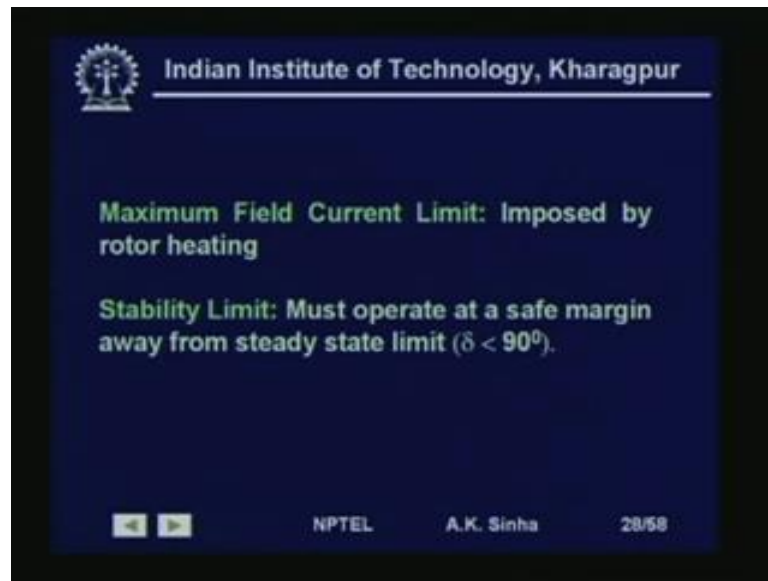 Indian Institute of Technology, Kharagpur
Maximum Field Current Limit: Imposed by
rotor heating
Stability Limit: Must operate at a safe margin
away from steady state limit (δ < 90⁰).
NPTEL A.K. Sinha 28/58